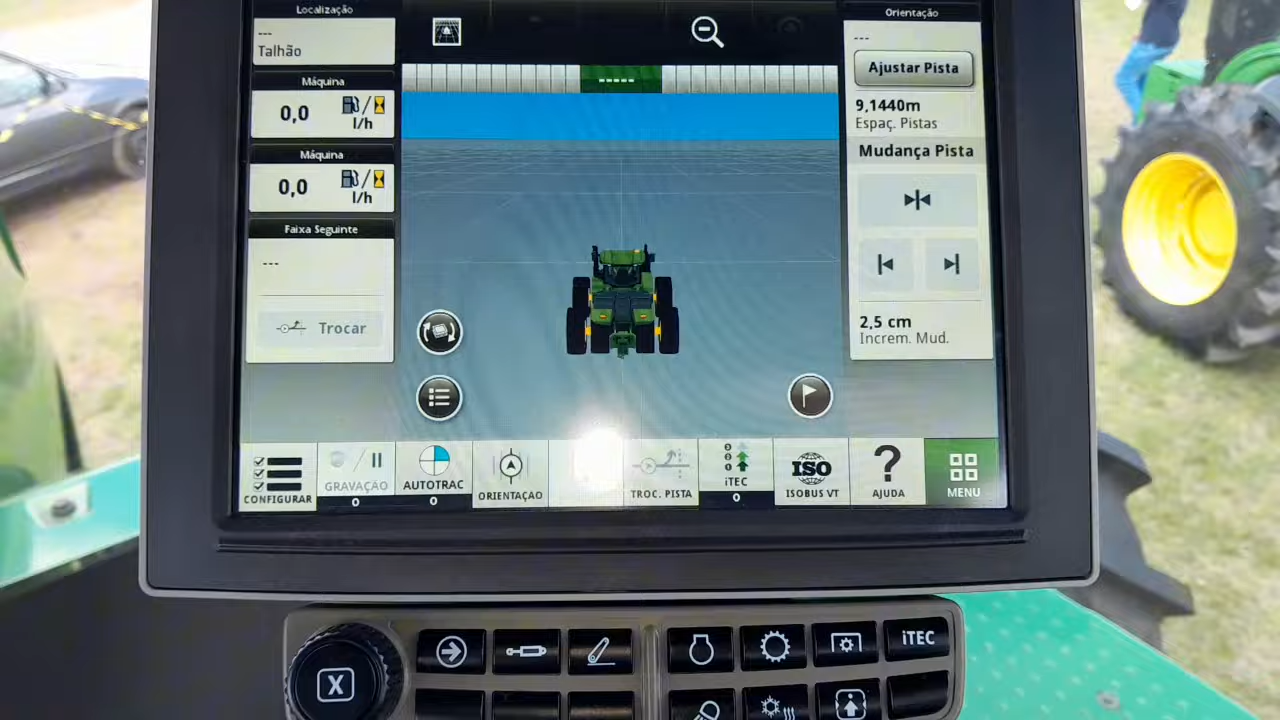 Localização
---
Talhão
Máquina
0,0
l/h
Máquina
0,0
l/h
Faixa Seguinte
---
Trocar
-----
Orientação
---
Ajustar Pista
9,1440m
Espaç. Pistas
Mudança Pista
2,5 cm
Increm. Mud.
CONFIGURAR
GRAVAÇÃO
0
AUTOTRAC
0
ORIENTAÇÃO
TROC. PISTA
iTEC
0
ISO
ISOBUS VT
?
AJUDA
MENU
X
iTEC